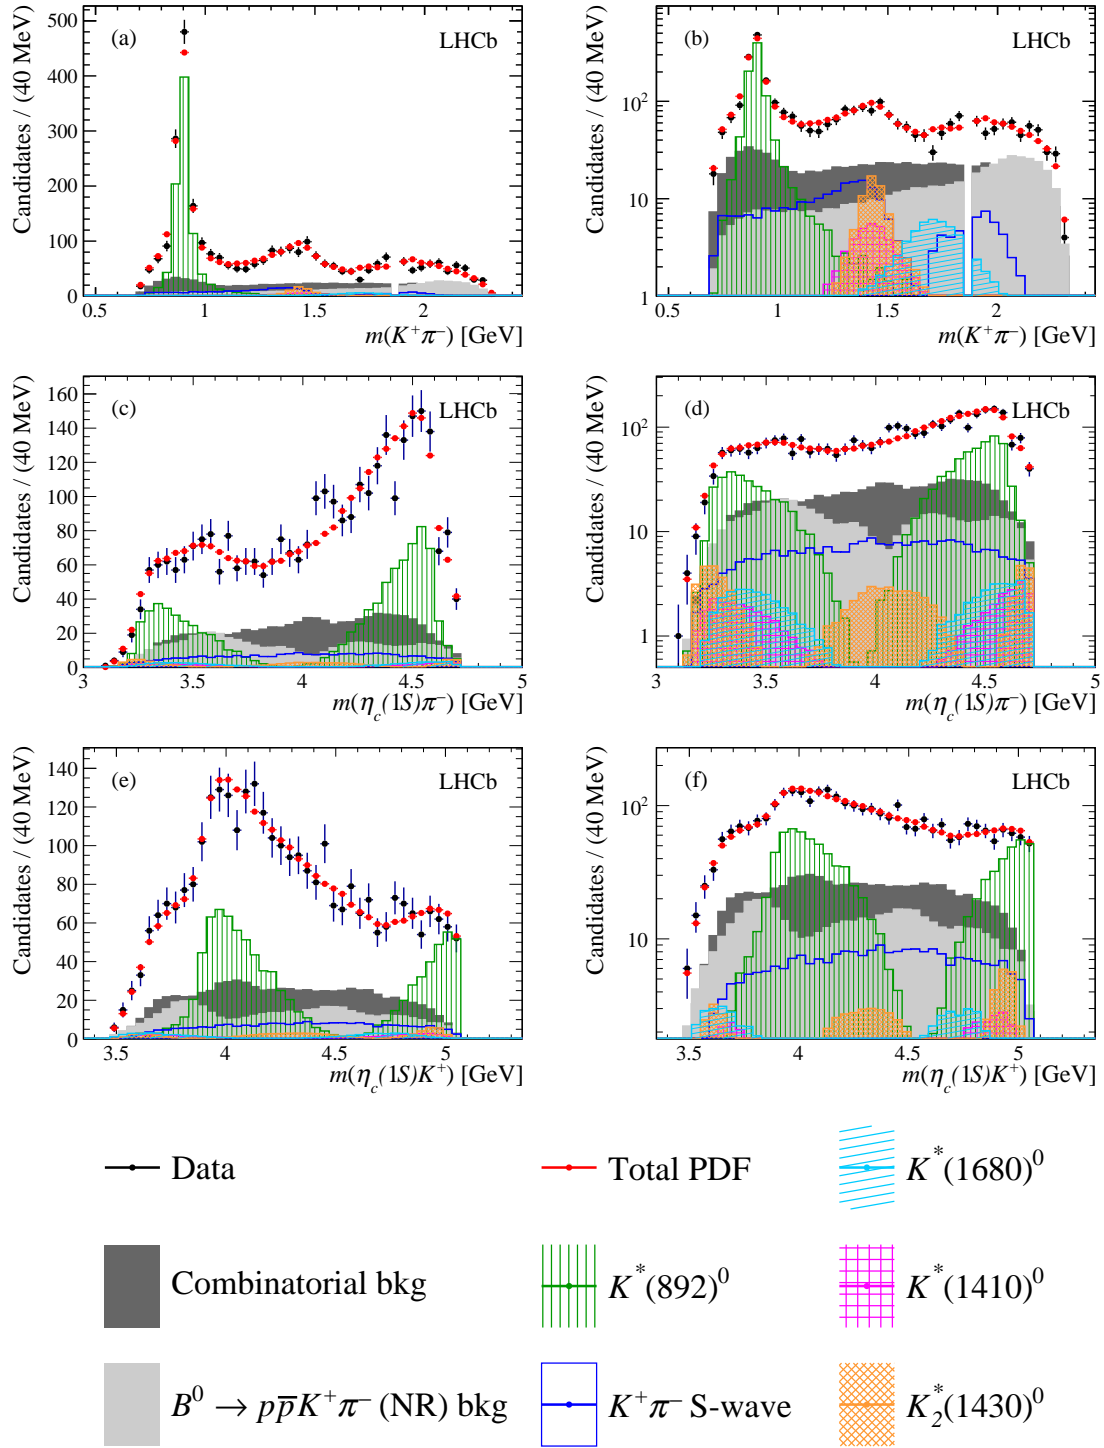 Candidates / (40 MeV)
500
400
300
200
100
0
(a)
LHCb
0.5
1
1.5
2
m(K⁺π⁻) [GeV]
Candidates / (40 MeV)
10²
10
1
(b)
LHCb
0.5
1
1.5
2
m(K⁺π⁻) [GeV]
Candidates / (40 MeV)
160
140
120
100
80
60
40
20
0
(c)
LHCb
3
3.5
4
4.5
5
m(η_c(1S)π⁻) [GeV]
Candidates / (40 MeV)
10²
10
1
(d)
LHCb
3
3.5
4
4.5
5
m(η_c(1S)π⁻) [GeV]
Candidates / (40 MeV)
140
120
100
80
60
40
20
0
(e)
LHCb
3.5
4
4.5
5
m(η_c(1S)K⁺) [GeV]
Candidates / (40 MeV)
10²
10
(f)
LHCb
3.5
4
4.5
5
m(η_c(1S)K⁺) [GeV]
Data
Total PDF
K*(1680)⁰
Combinatorial bkg
K*(892)⁰
K*(1410)⁰
B⁰ → pp̅K⁺π⁻ (NR) bkg
K⁺π⁻ S-wave
K₂*(1430)⁰